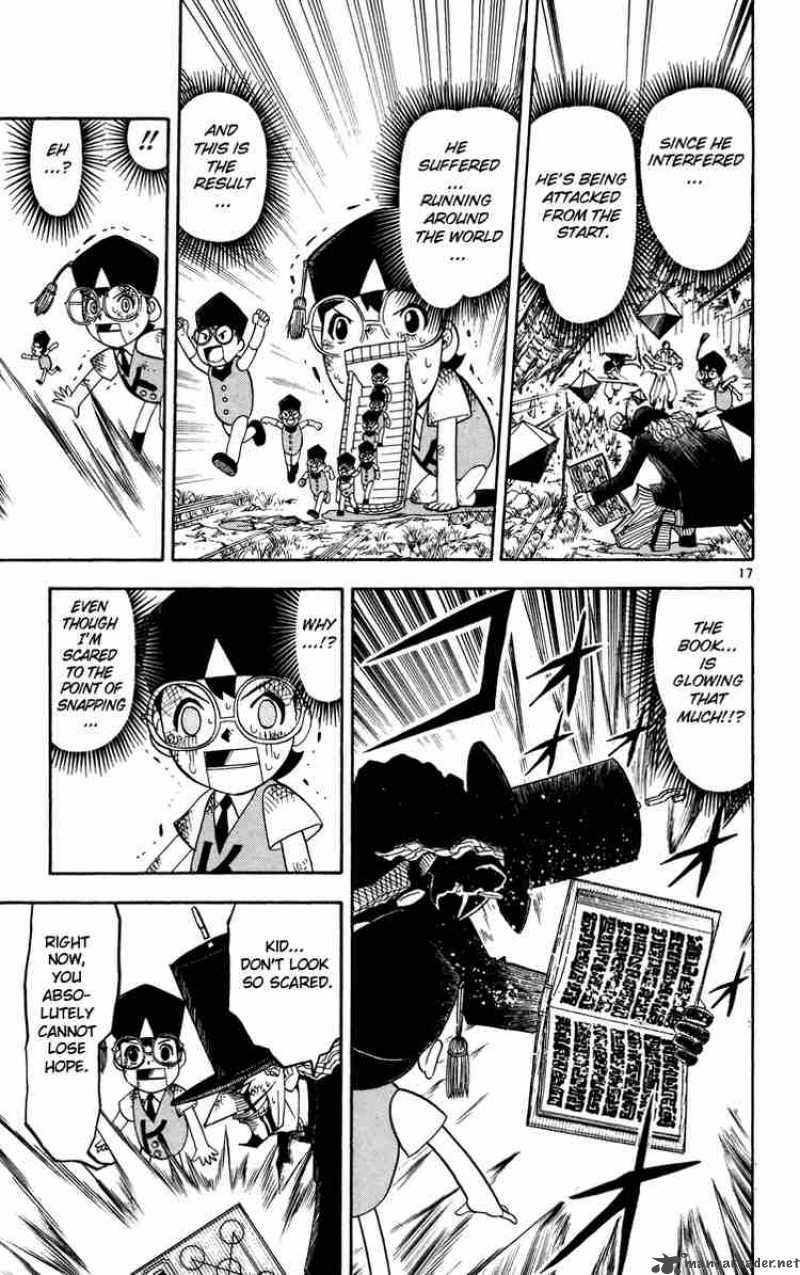 SINCE HE
INTERFERED
...
HE'S BEING
ATTACKED
FROM THE
START.
HE
SUFFERED
...
RUNNING
AROUND
THE WORLD
...
AND
THIS IS
THE
RESULT
...
!!
EH
...?
17
THE
BOOK...
IS
GLOWING
THAT
MUCH!!?
WHY
...!?
EVEN
THOUGH
I'M
SCARED
TO THE
POINT OF
SNAPPING
...
K
KID...
DON'T LOOK
SO SCARED.
RIGHT
NOW,
YOU
ABSO-
LUTELY
CANNOT
LOSE
HOPE.
K
mangareader.net